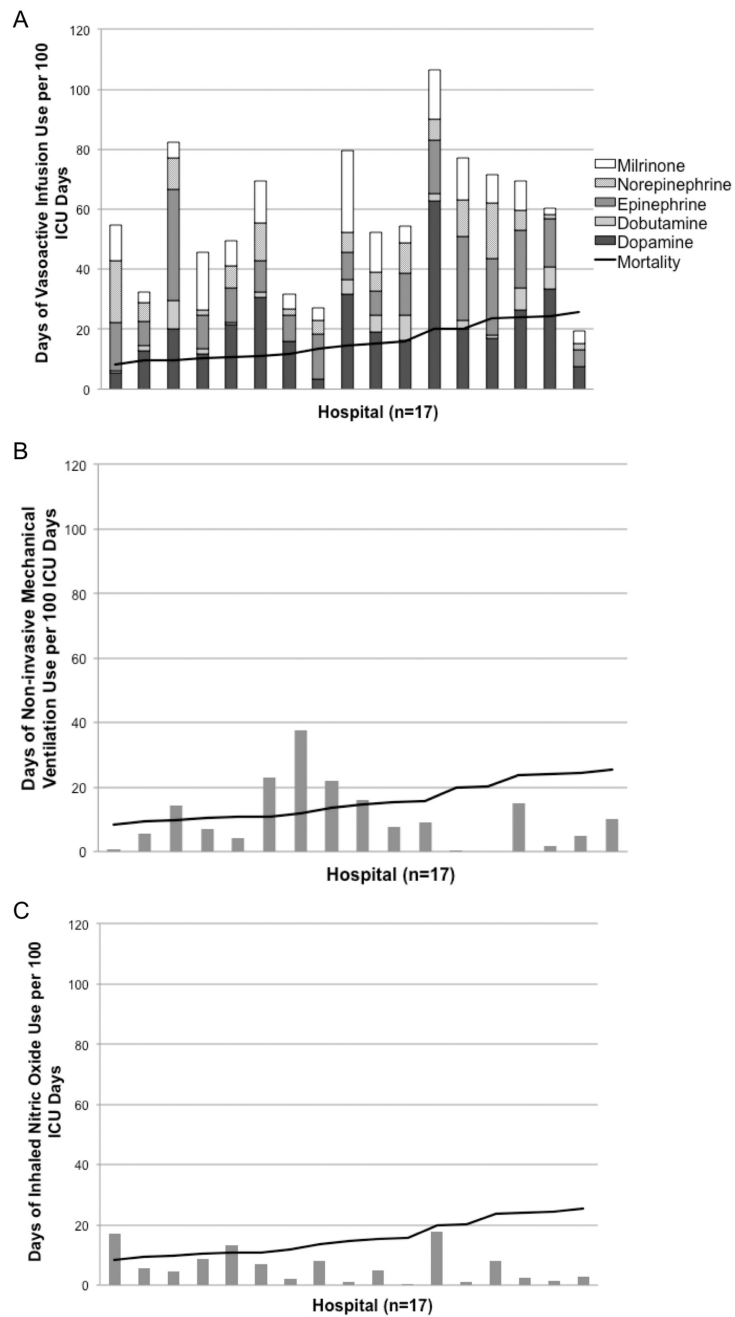 A
Days of Vasoactive Infusion Use per 100
ICU Days
120
100
80
60
40
20
0
Milrinone
Norepinephrine
Epinephrine
Dobutamine
Dopamine
Mortality
Hospital (n=17)
B
Days of Non-invasive Mechanical
Ventilation Use per 100 ICU Days
120
100
80
60
40
20
0
Hospital (n=17)
C
Days of Inhaled Nitric Oxide Use per 100
ICU Days
120
100
80
60
40
20
0
Hospital (n=17)